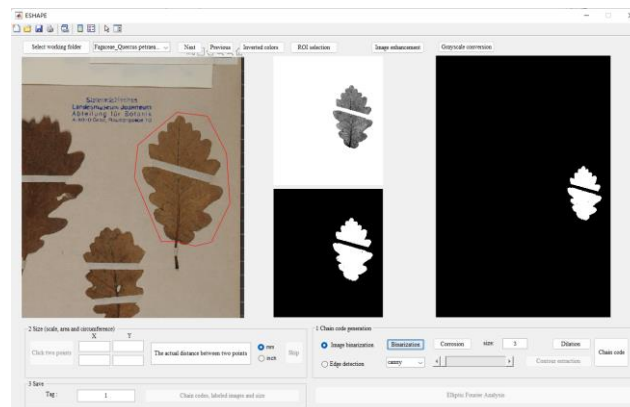 ESHAPE
Select working folder
Fagaceae_Quercus petraea...
Next
Previous
Inverted colors
ROI selection
Image enhancement
Grayscale conversion
Landesmuseum Joanneum
Abteilung für Botanik
2 Size (scale, area and circumference)
X Y
Click two points
The actual distance between two points
mm
inch
Skip
1 Chain code generation
Image binarization
Binarization
Corrosion
size
3
Dilation
Chain code
Edge detection
canny
Contour extraction
3 Save
Tag :
1
Chain codes, labeled images and size
Elliptic Fourier Analysis